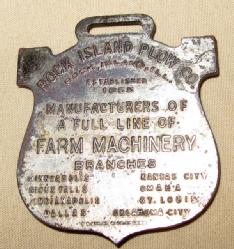 ROCK ISLAND PLOW CO.
ESTABLISHED
MANUFACTURERS OF
A FULL LINE OF
FARM MACHINERY
BRANCHES
MINNEAPOLIS KANSAS CITY
SIOUX FALLS OMAHA
INDIANAPOLIS ST. LOUIS
DALLAS OKLAHOMA CITY